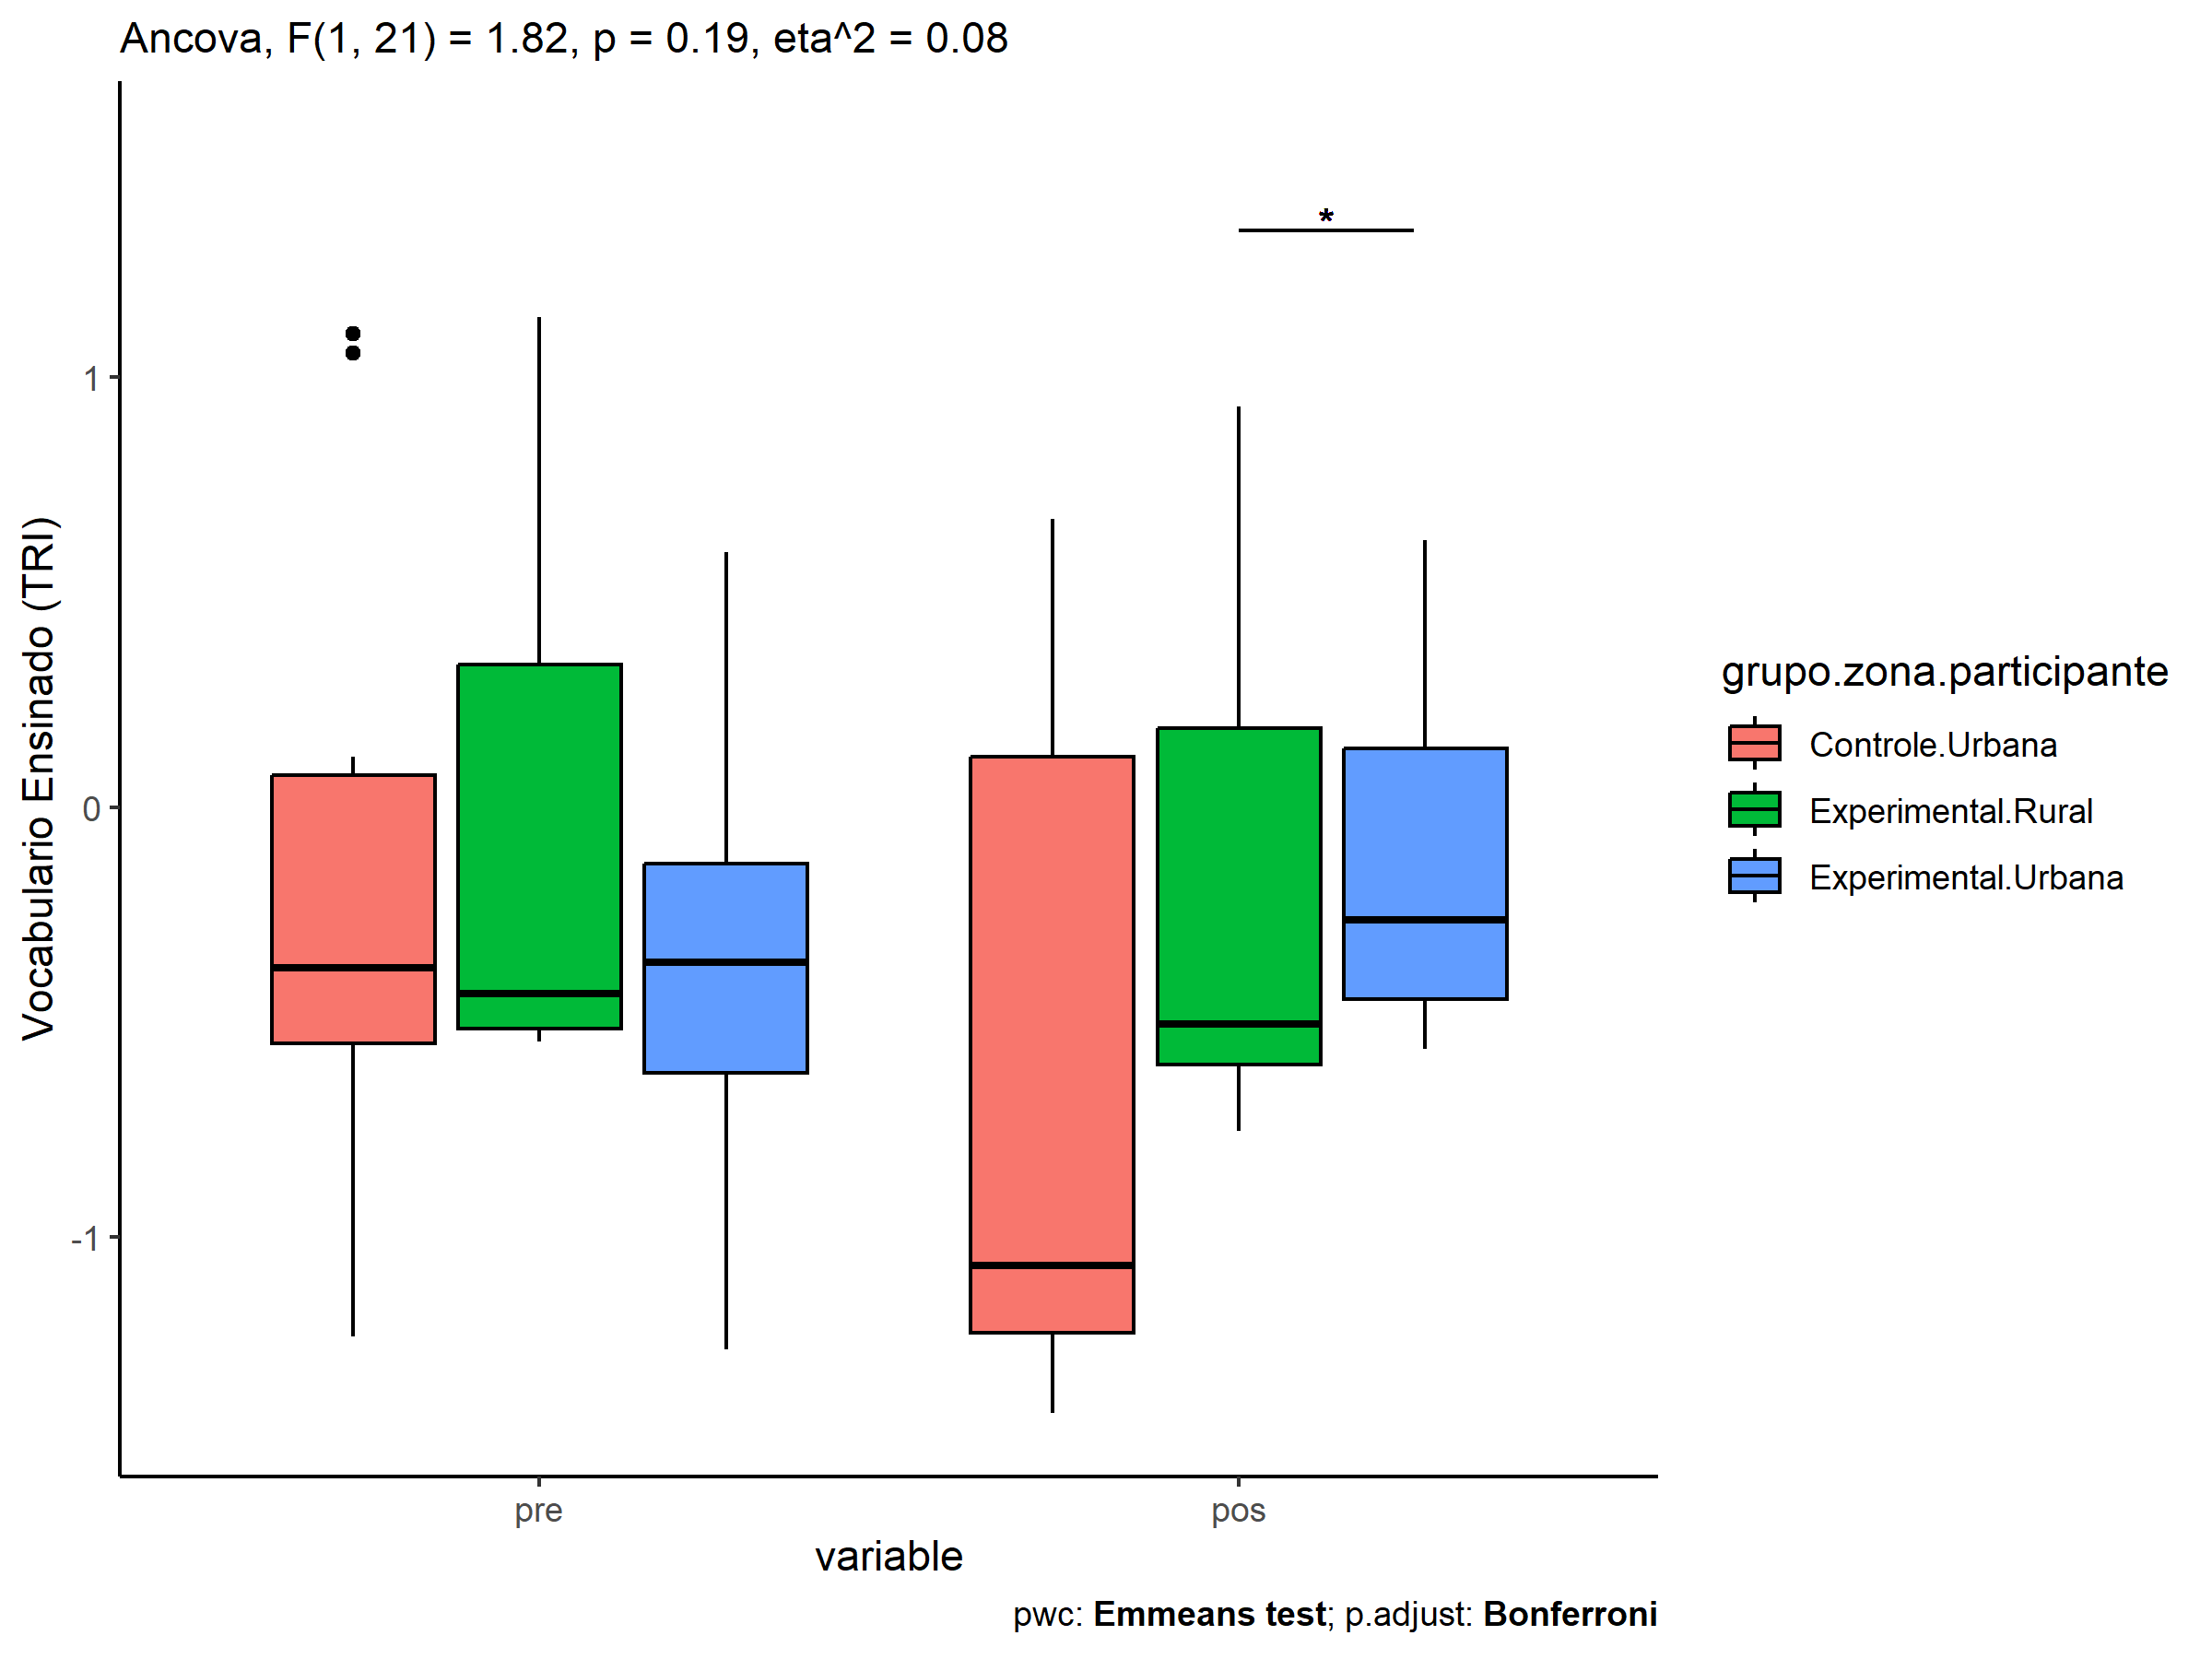 Ancova, F(1, 21) = 1.82, p = 0.19, eta^2 = 0.08
*
1
0
-1
Vocabulario Ensinado (TRI)
pre
pos
variable
pwc: Emmeans test; p.adjust: Bonferroni
grupo.zona.participante
Controle.Urbana
Experimental.Rural
Experimental.Urbana